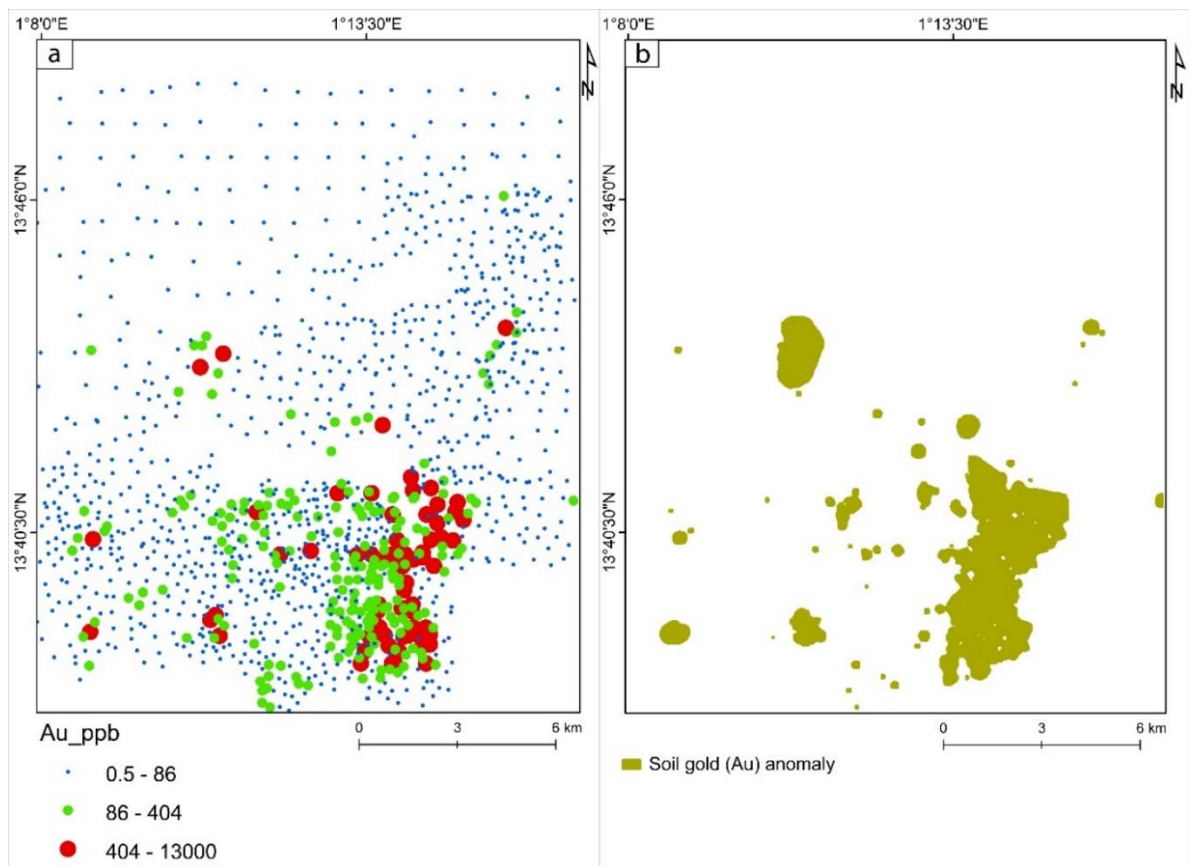 1°8'0"E 1°13'30"E
a
N
13°46'0"N
13°40'30"N
0 3 6 km
Au_ppb
0.5 - 86
86 - 404
404 - 13000
1°8'0"E 1°13'30"E
b
N
13°46'0"N
13°40'30"N
0 3 6 km
Soil gold (Au) anomaly